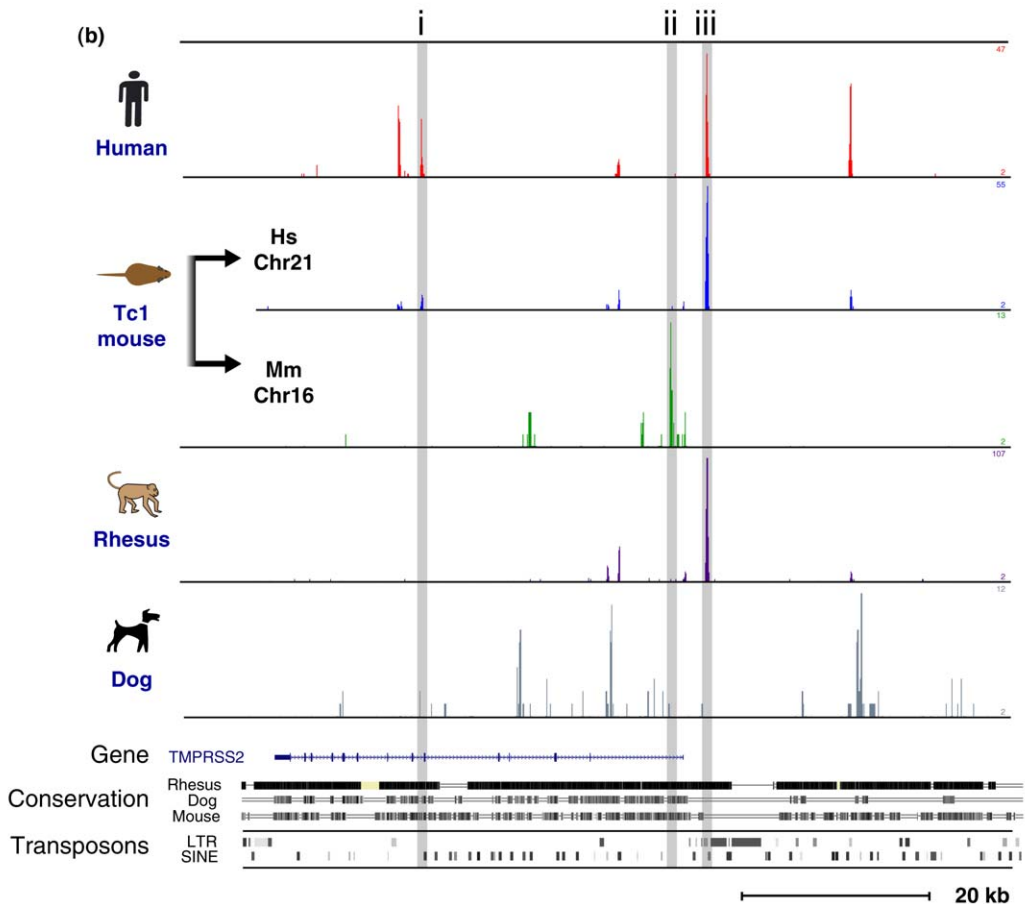 (b)
i ii iii
47
Human
2
55
Hs
Chr21
Tc1
mouse
2
13
Mm
Chr16
2
107
Rhesus
2
12
Dog
2
Gene TMPRSS2
Rhesus
Conservation Dog
Mouse
Transposons LTR
SINE
20 kb